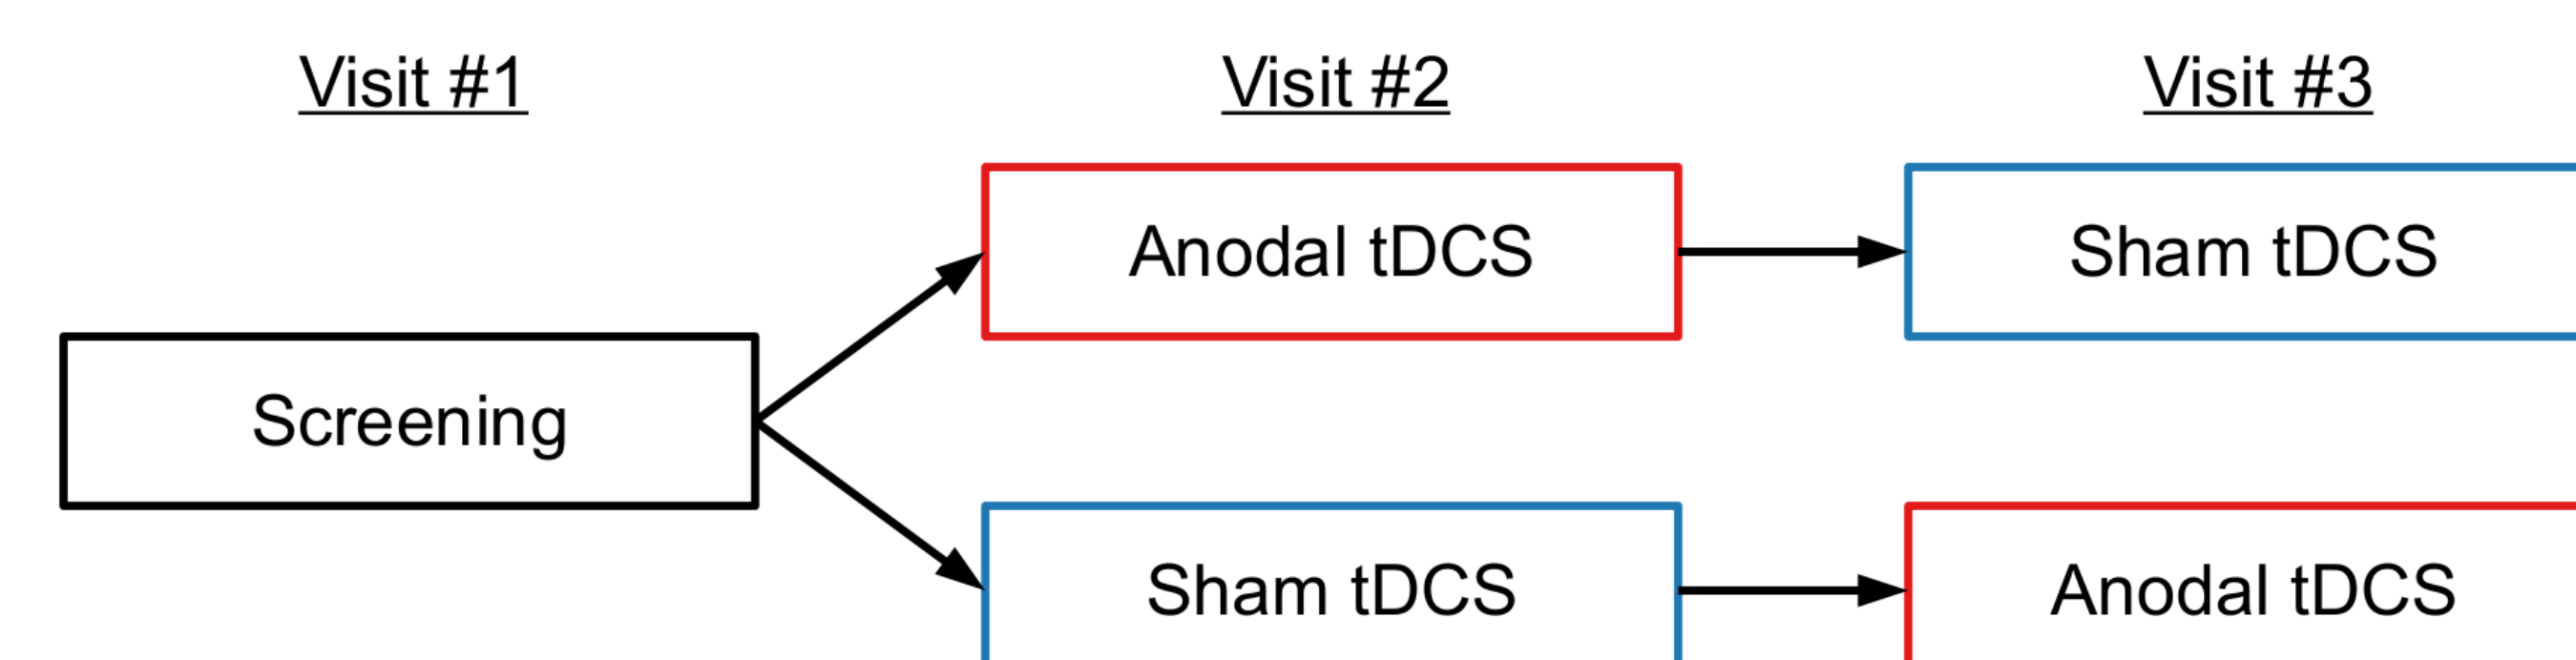 Visit #1
Visit #2
Visit #3
Anodal tDCS
Sham tDCS
Screening
Sham tDCS
Anodal tDCS